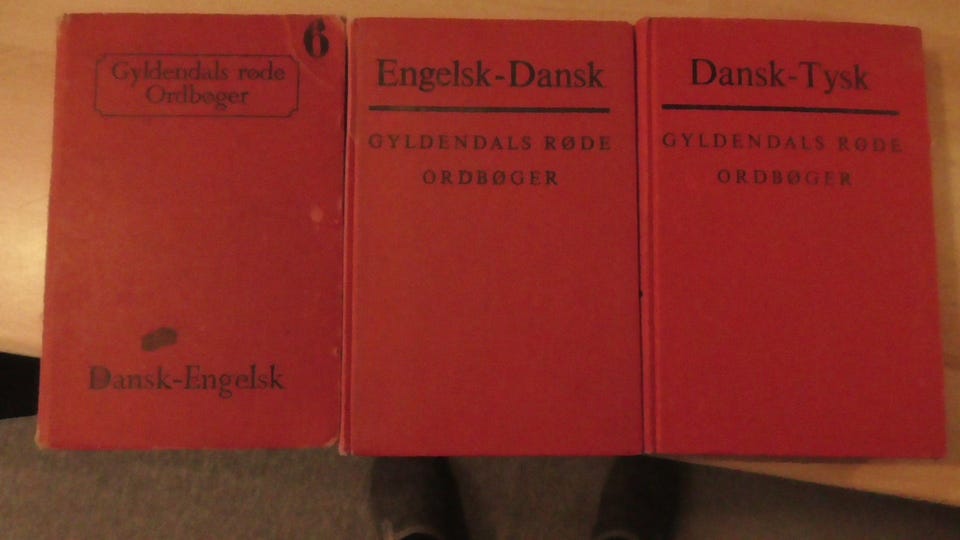 6
Gyldendals røde
Ordbøger
Dansk-Engelsk
Engelsk-Dansk
GYLDENDALS RØDE
ORDBØGER
Dansk-Tysk
GYLDENDALS RØDE
ORDBØGER